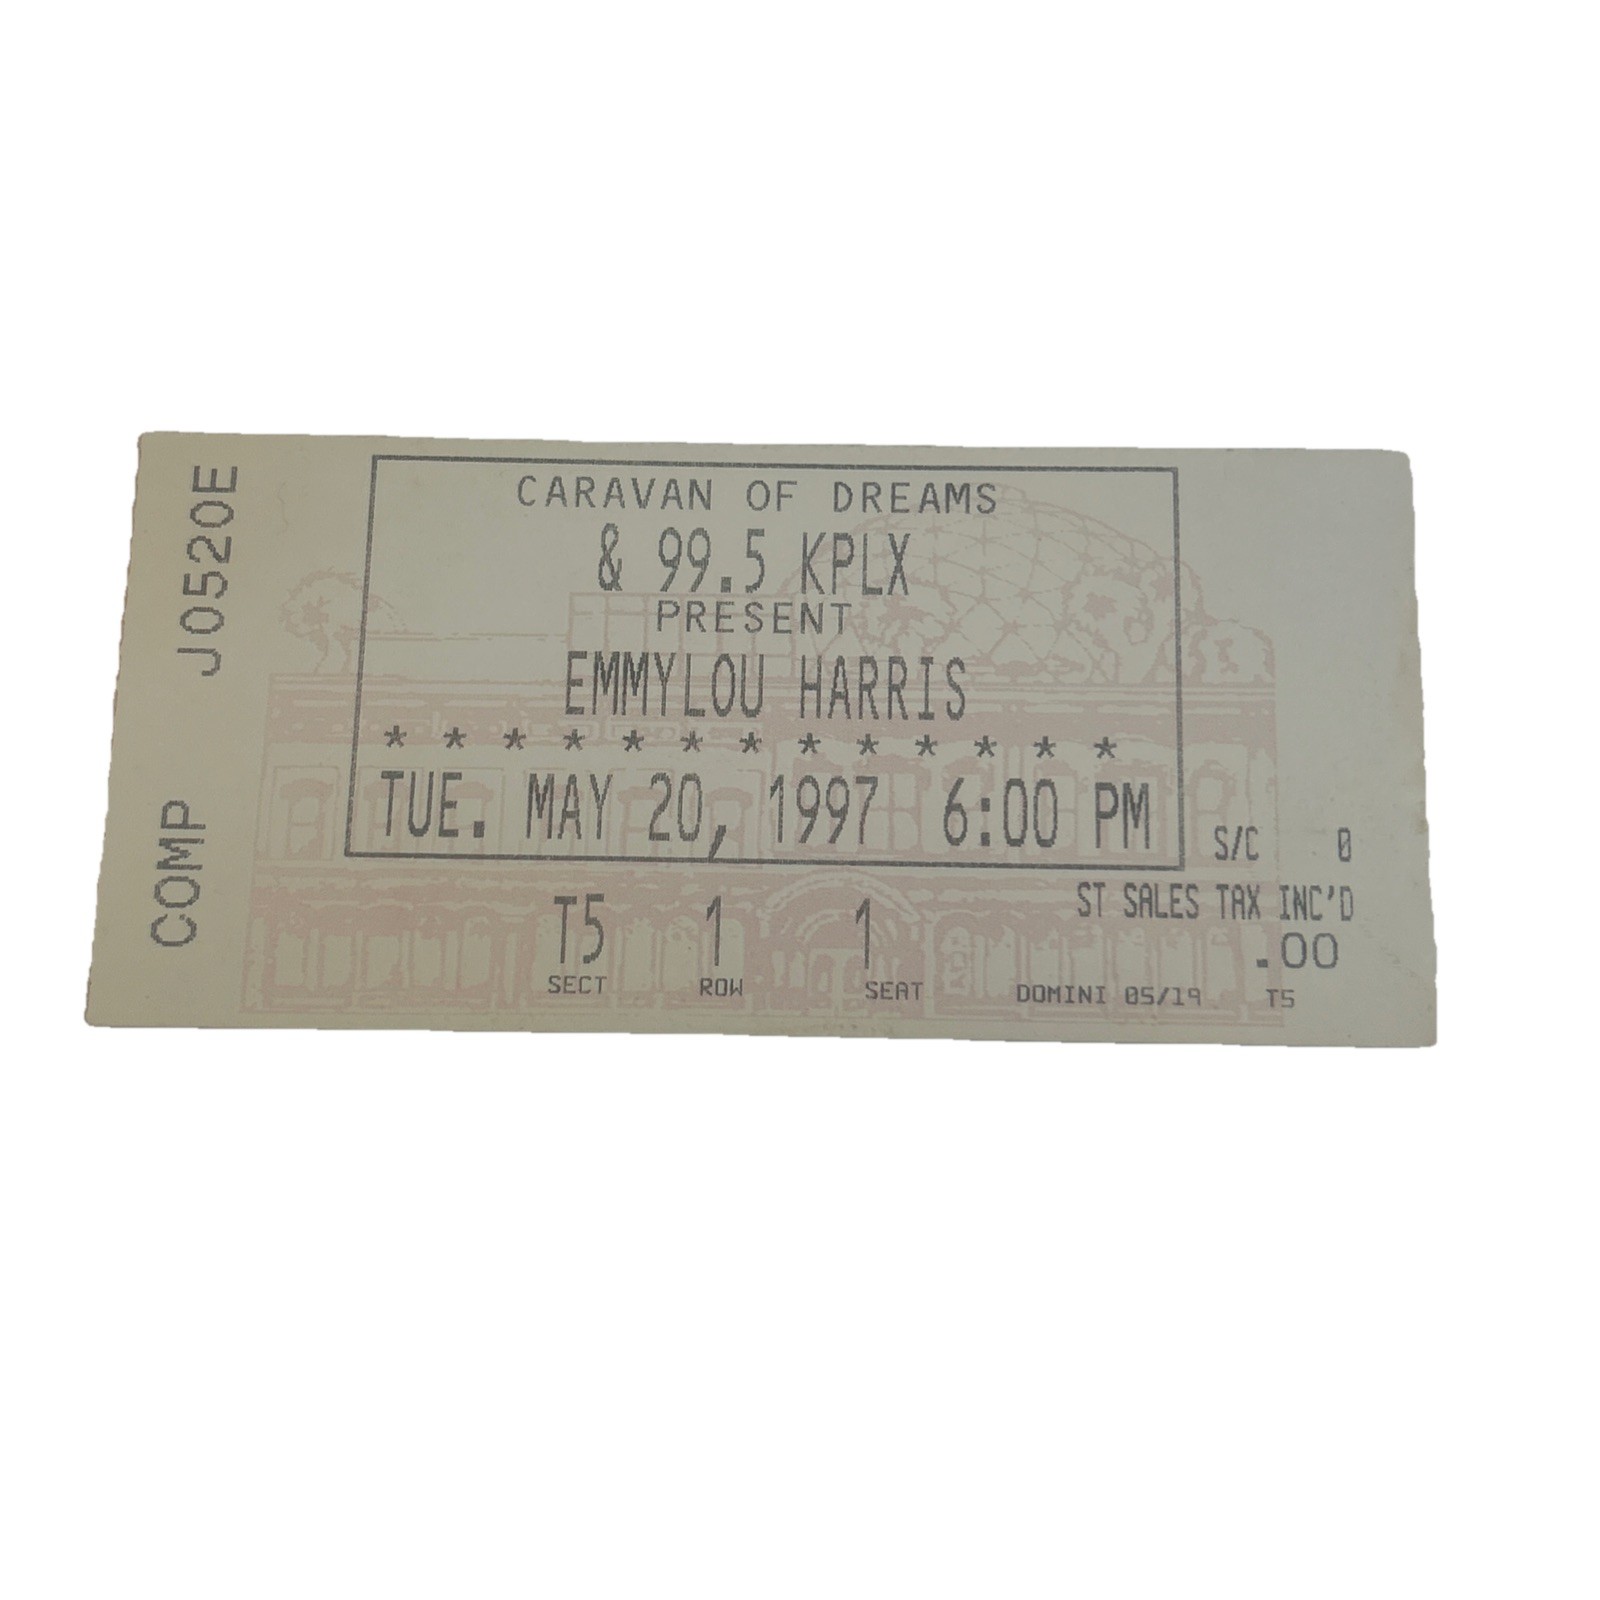 J0520E
COMP
CARAVAN OF DREAMS
& 99.5 KPLX
PRESENT
EMMYLOU HARRIS
* * * * * * * * * * * * *
TUE. MAY 20, 1997 6:00 PM
S/C 0
ST SALES TAX INC'D
.00
T5 1 1
SECT ROW SEAT
DOMINI 05/19 T5